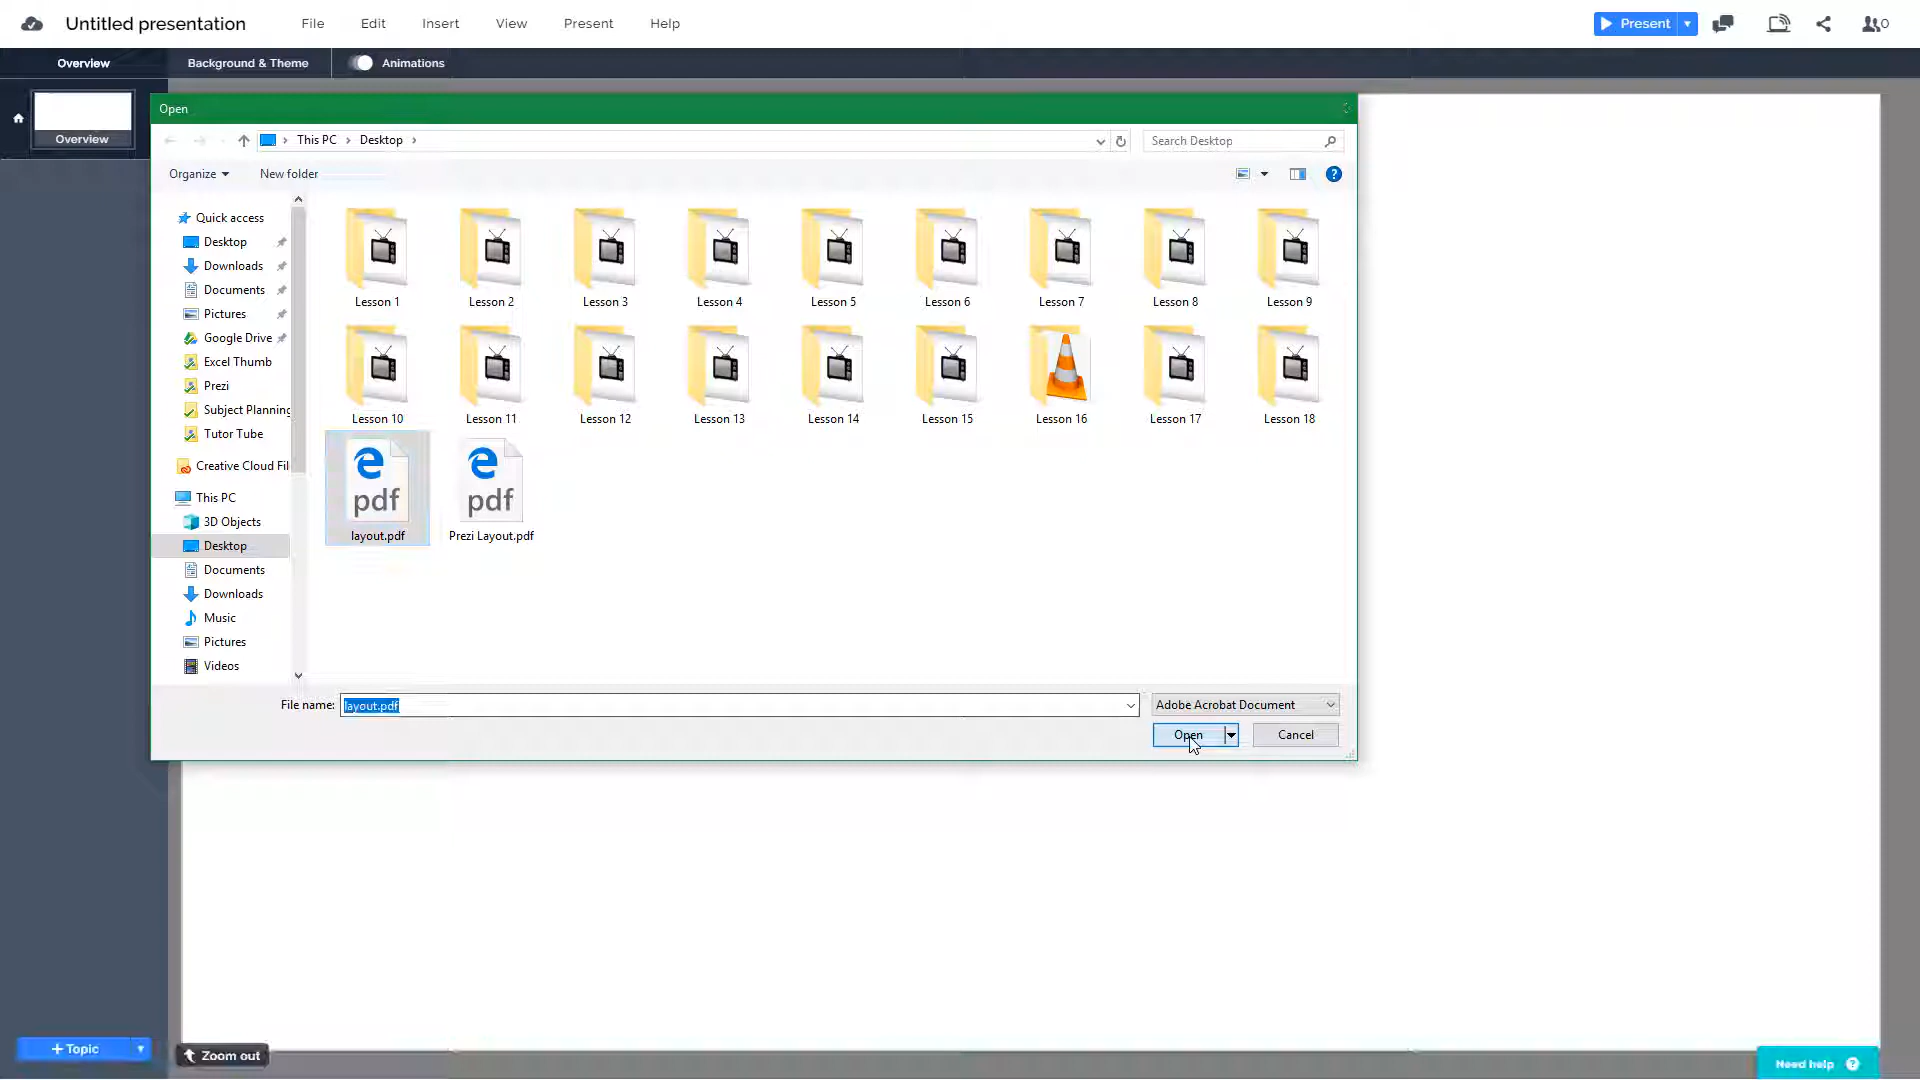 Untitled presentation File Edit Insert View Present Help Present 0
Overview Background & Theme Animations
Overview
Open
This PC Desktop Search Desktop
Organize New folder
Quick access
Desktop
Downloads
Documents
Pictures
Google Drive
Excel Thumb
Prezi
Subject Planning
Tutor Tube
Creative Cloud Fil
This PC
3D Objects
Desktop
Documents
Downloads
Music
Pictures
Videos
Lesson 1 Lesson 2 Lesson 3 Lesson 4 Lesson 5 Lesson 6 Lesson 7 Lesson 8 Lesson 9
Lesson 10 Lesson 11 Lesson 12 Lesson 13 Lesson 14 Lesson 15 Lesson 16 Lesson 17 Lesson 18
pdf pdf
layout.pdf Prezi Layout.pdf
File name: layout.pdf Adobe Acrobat Document
Open Cancel
+ Topic Zoom out Need help ?